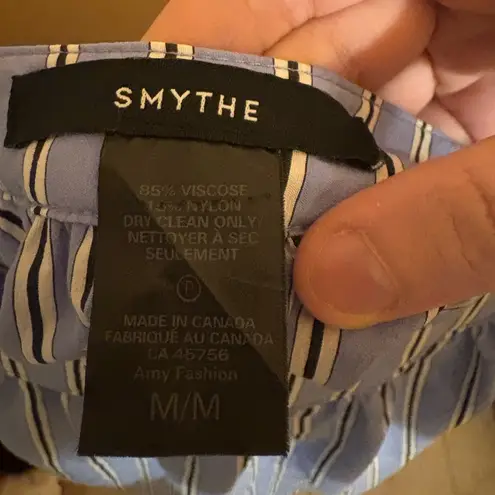 SMYTHE
85% VISCOSE
15% NYLON
DRY CLEAN ONLY
NETTOYER À SEC
SEULEMENT
P
MADE IN CANADA
FABRIQUÉ AU CANADA
CA 45756
Amy Fashion
M/M